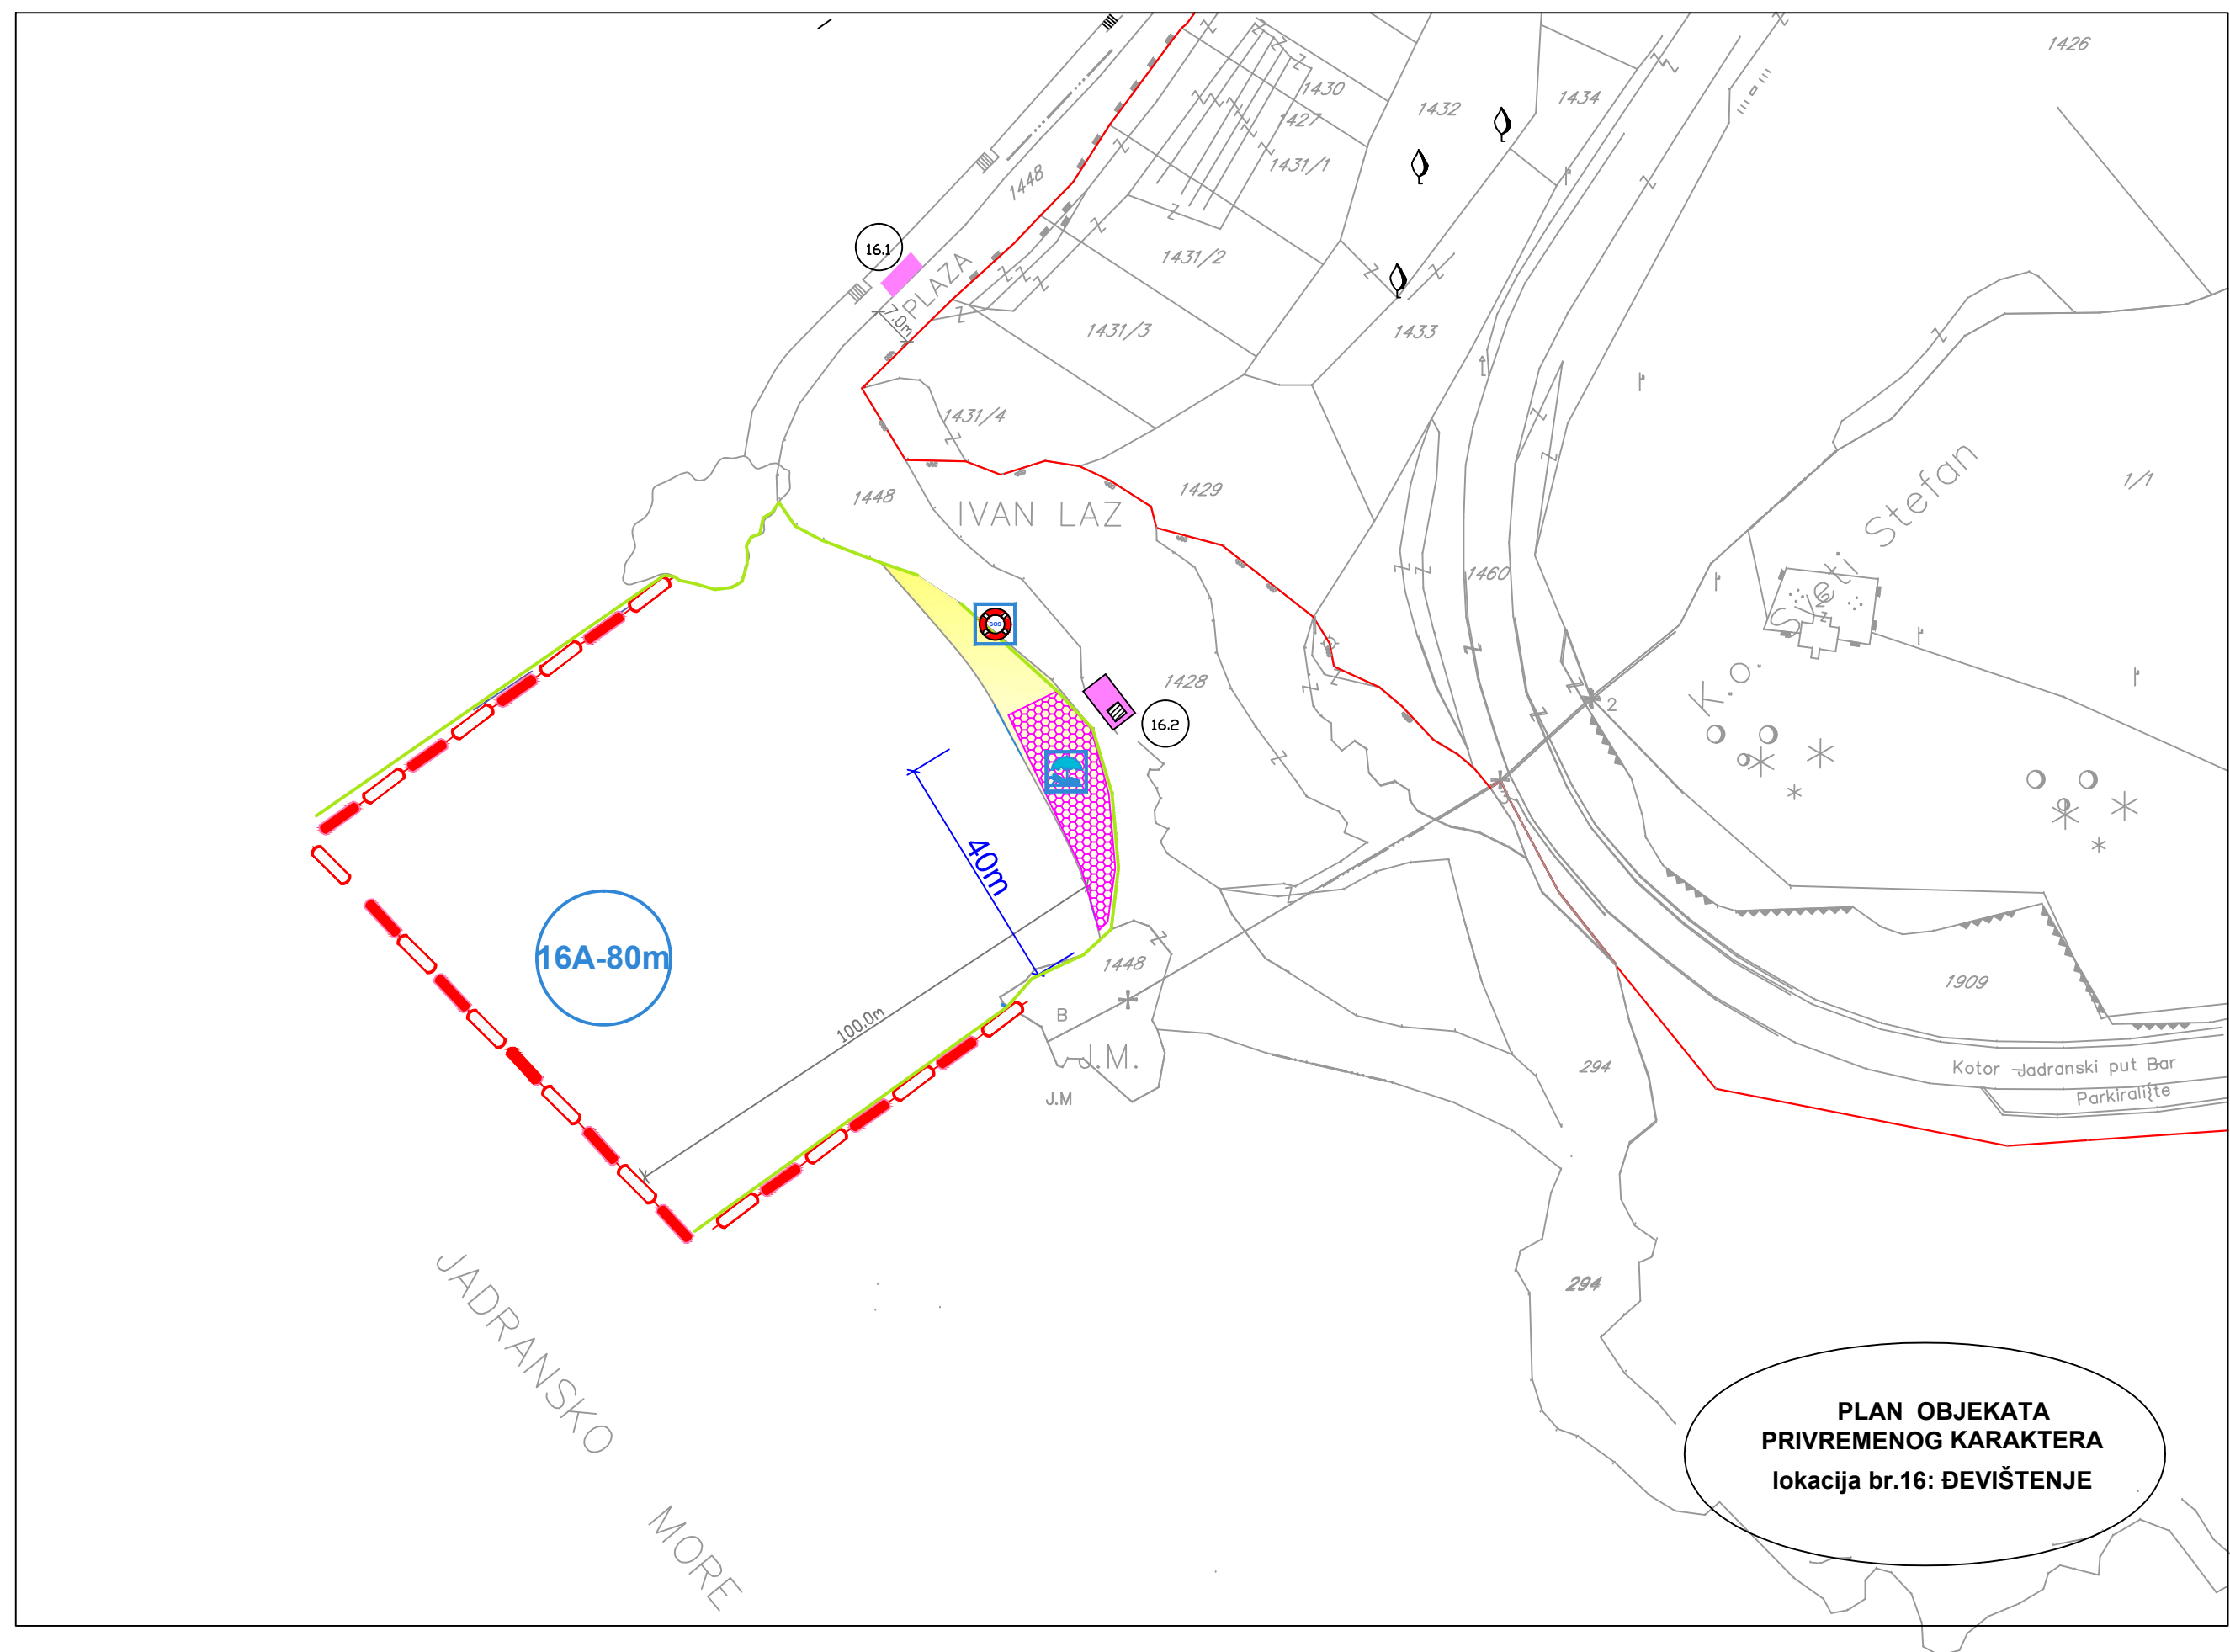 1426
1430
1432
1434
1427
1431/1
1448
16.1
PLAZA
7.0m
1431/2
1431/3
1433
1431/4
1448
IVAN LAZ
1429
1/1
Sveti Stefan
K.O.
1/2
1460
SOS
1428
16.2
2
3
40m
16A-80m
100.0m
1448
B
J.M.
J.M
1909
294
Kotor -Jadranski put Bar
Parkiralište
294
JADRANSKO
MORE
PLAN OBJEKATA
PRIVREMENOG KARAKTERA
lokacija br.16: ĐEVIŠTENJE